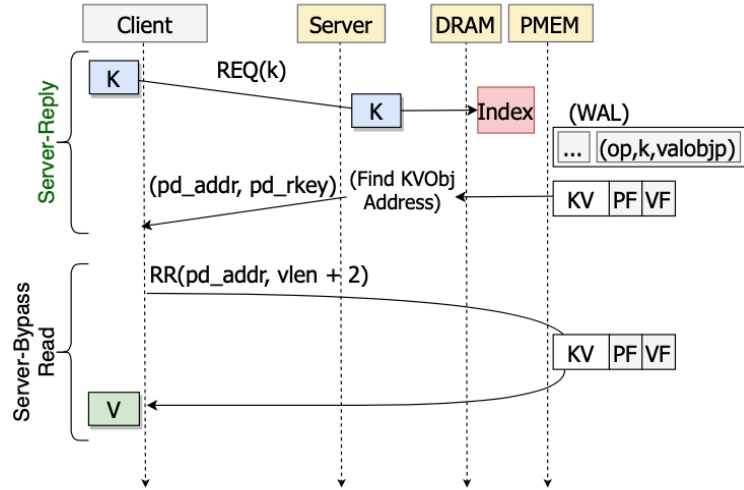 Client
Server
DRAM
PMEM
Server-Reply
K
REQ(k)
K
Index
(WAL)
... (op,k,valobjp)
(pd_addr, pd_rkey)
(Find KVObj
Address)
KV PF VF
Server-Bypass
Read
RR(pd_addr, vlen + 2)
KV PF VF
V